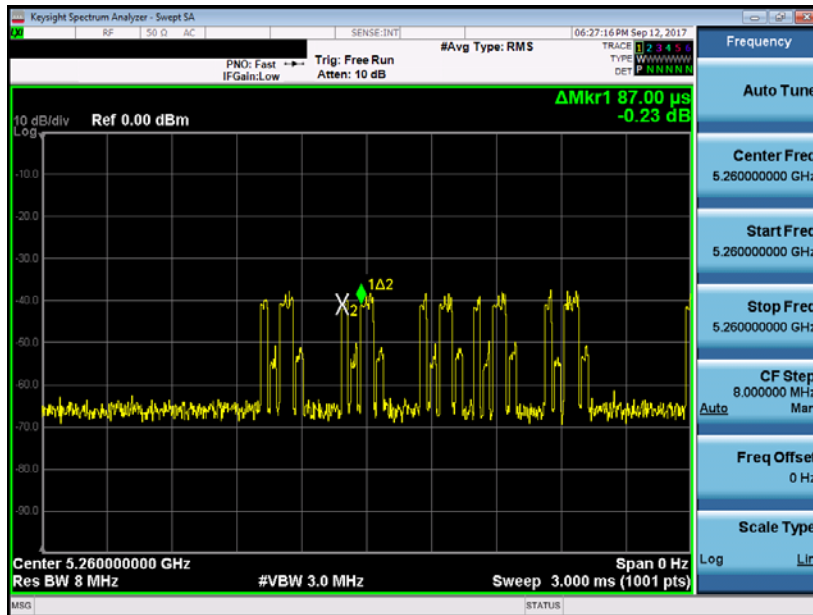 Keysight Spectrum Analyzer - Swept SA
LXI RF 50 Ω AC SENSE:INT 06:27:16 PM Sep 12, 2017
#Avg Type: RMS
TRACE 1 2 3 4 5 6
PNO: Fast Trig: Free Run
TYPE W W W W W W
IFGain:Low Atten: 10 dB
DET P N N N N N
ΔMkr1 87.00 µs
-0.23 dB
10 dB/div Ref 0.00 dBm
Log
-10.0
-20.0
-30.0
1Δ2
-40.0
X2
-50.0
-60.0
-70.0
-80.0
-90.0
Center 5.260000000 GHz Span 0 Hz
Res BW 8 MHz #VBW 3.0 MHz Sweep 3.000 ms (1001 pts)
MSG STATUS
Frequency
Auto Tune
Center Freq
5.260000000 GHz
Start Freq
5.260000000 GHz
Stop Freq
5.260000000 GHz
CF Step
8.000000 MHz
Auto Man
Freq Offset
0 Hz
Scale Type
Log Lin